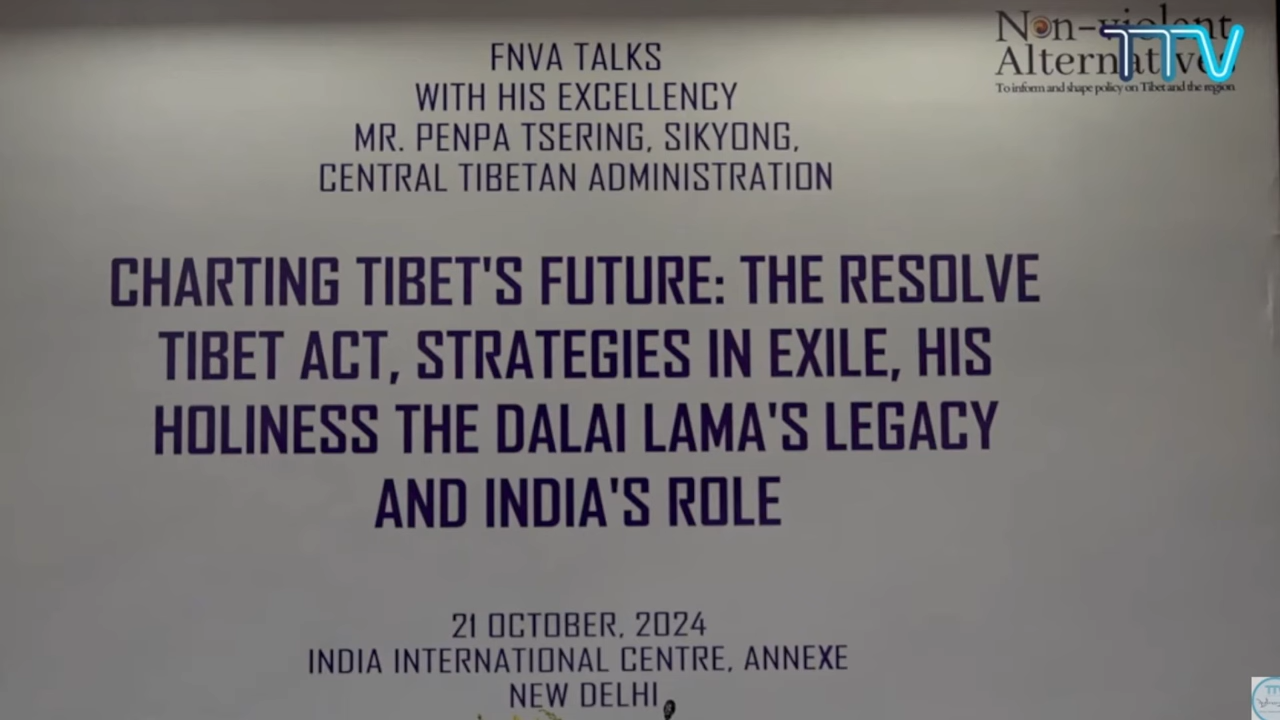 Non-violent
Alternatives
TTV
To inform and shape policy on Tibet and the region
FNVA TALKS
WITH HIS EXCELLENCY
MR. PENPA TSERING, SIKYONG,
CENTRAL TIBETAN ADMINISTRATION
CHARTING TIBET'S FUTURE: THE RESOLVE
TIBET ACT, STRATEGIES IN EXILE, HIS
HOLINESS THE DALAI LAMA'S LEGACY
AND INDIA'S ROLE
21 OCTOBER, 2024
INDIA INTERNATIONAL CENTRE, ANNEXE
NEW DELHI